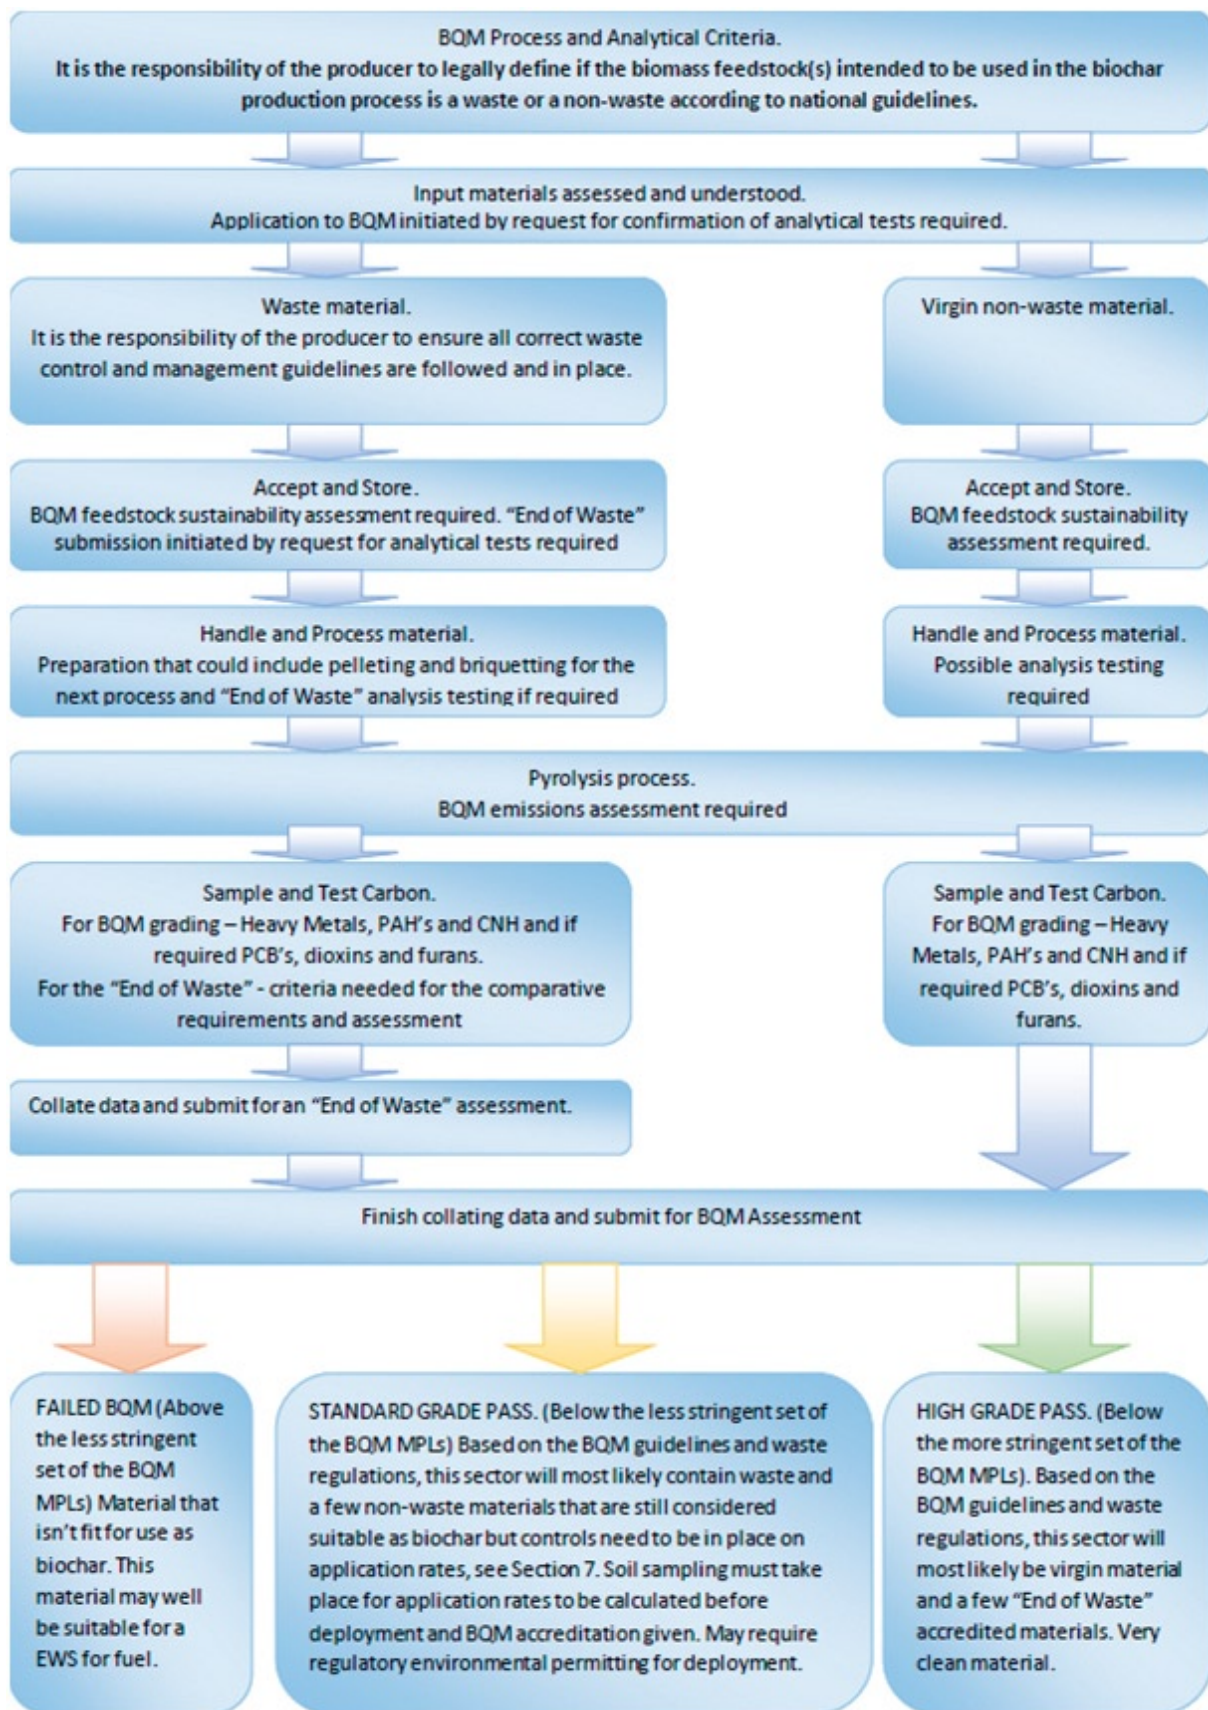 BQM Process and Analytical Criteria.
It is the responsibility of the producer to legally define if the biomass feedstock(s) intended to be used in the biochar
production process is a waste or a non-waste according to national guidelines.
Input materials assessed and understood.
Application to BQM initiated by request for confirmation of analytical tests required.
Waste material.
It is the responsibility of the producer to ensure all correct waste
control and management guidelines are followed and in place.
Virgin non-waste material.
Accept and Store.
BQM feedstock sustainability assessment required. “End of Waste”
submission initiated by request for analytical tests required
Accept and Store.
BQM feedstock sustainability
assessment required.
Handle and Process material.
Preparation that could include pelleting and briquetting for the
next process and “End of Waste” analysis testing if required
Handle and Process material.
Possible analysis testing
required
Pyrolysis process.
BQM emissions assessment required
Sample and Test Carbon.
For BQM grading – Heavy Metals, PAH’s and CNH and if
required PCB’s, dioxins and furans.
For the “End of Waste” - criteria needed for the comparative
requirements and assessment
Sample and Test Carbon.
For BQM grading – Heavy
Metals, PAH’s and CNH and if
required PCB’s, dioxins and
furans.
Collate data and submit for an “End of Waste” assessment.
Finish collating data and submit for BQM Assessment
FAILED BQM (Above
the less stringent
set of the BQM
MPLs) Material that
isn’t fit for use as
biochar. This
material may well
be suitable for a
EWS for fuel.
STANDARD GRADE PASS. (Below the less stringent set of
the BQM MPLs) Based on the BQM guidelines and waste
regulations, this sector will most likely contain waste and
a few non-waste materials that are still considered
suitable as biochar but controls need to be in place on
application rates, see Section 7. Soil sampling must take
place for application rates to be calculated before
deployment and BQM accreditation given. May require
regulatory environmental permitting for deployment.
HIGH GRADE PASS. (Below
the more stringent set of the
BQM MPLs). Based on the
BQM guidelines and waste
regulations, this sector will
most likely be virgin material
and a few “End of Waste”
accredited materials. Very
clean material.